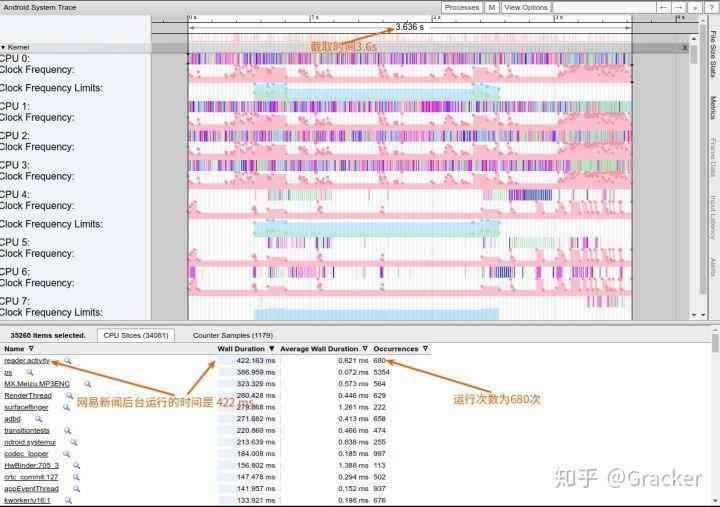 Android System Trace
Processes M View Options ← → » ?
0 s 1 s 2 s 3 s 4 s
3.636 s
截取时间3.6s
▾ Kernel X
CPU 0:
Clock Frequency:
Clock Frequency Limits:
CPU 1:
Clock Frequency:
CPU 2:
Clock Frequency:
CPU 3:
Clock Frequency:
CPU 4:
Clock Frequency:
Clock Frequency Limits:
CPU 5:
Clock Frequency:
CPU 6:
Clock Frequency:
CPU 7:
Clock Frequency Limits:
File Size Stats
Metrics
Frame Data
Input Latency
Alerts
35260 items selected. CPU Slices (34081) Counter Samples (1179)
Name ▽ Wall Duration ▼ Average Wall Duration ▽ Occurrences ▽
reader.activity 422.163 ms 0.621 ms 680
ps 386.959 ms 0.072 ms 5354
MX.Meizu.MP3ENC 323.329 ms 0.573 ms 564
RenderThread 280.428 ms 0.446 ms 629
surfaceflinger 279.868 ms 1.261 ms 222
adbd 271.682 ms 0.413 ms 658
transitiontests 220.860 ms 0.466 ms 474
ndroid.systemui 213.639 ms 0.838 ms 255
codec_looper 184.008 ms 0.185 ms 997
HwBinder:705_3 156.802 ms 1.388 ms 113
crtc_commit:127 147.478 ms 0.294 ms 502
appEventThread 141.957 ms 0.152 ms 937
kworker/u16:1 133.921 ms 0.198 ms 676
网易新闻后台运行的时间是 422 ms
运行次数为680次
知乎 @Gracker